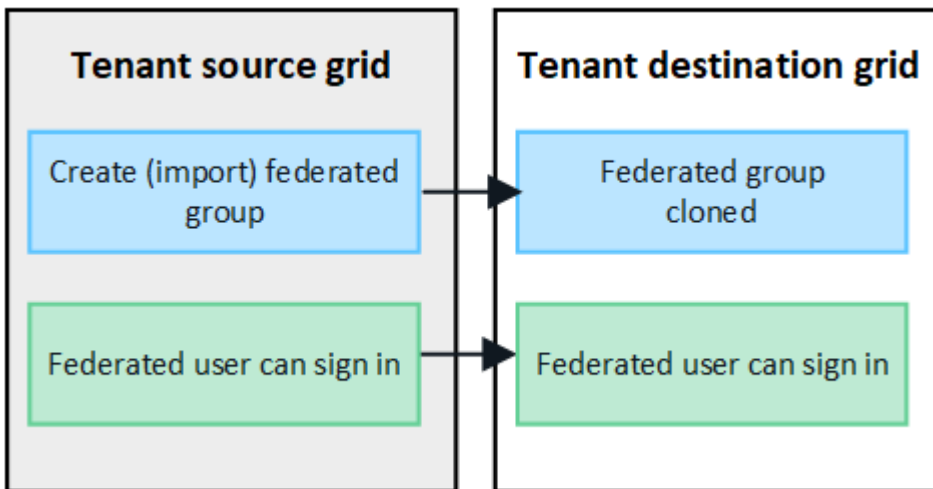 Tenant source grid
Create (import) federated
group
Federated user can sign in
Tenant destination grid
Federated group
cloned
Federated user can sign in